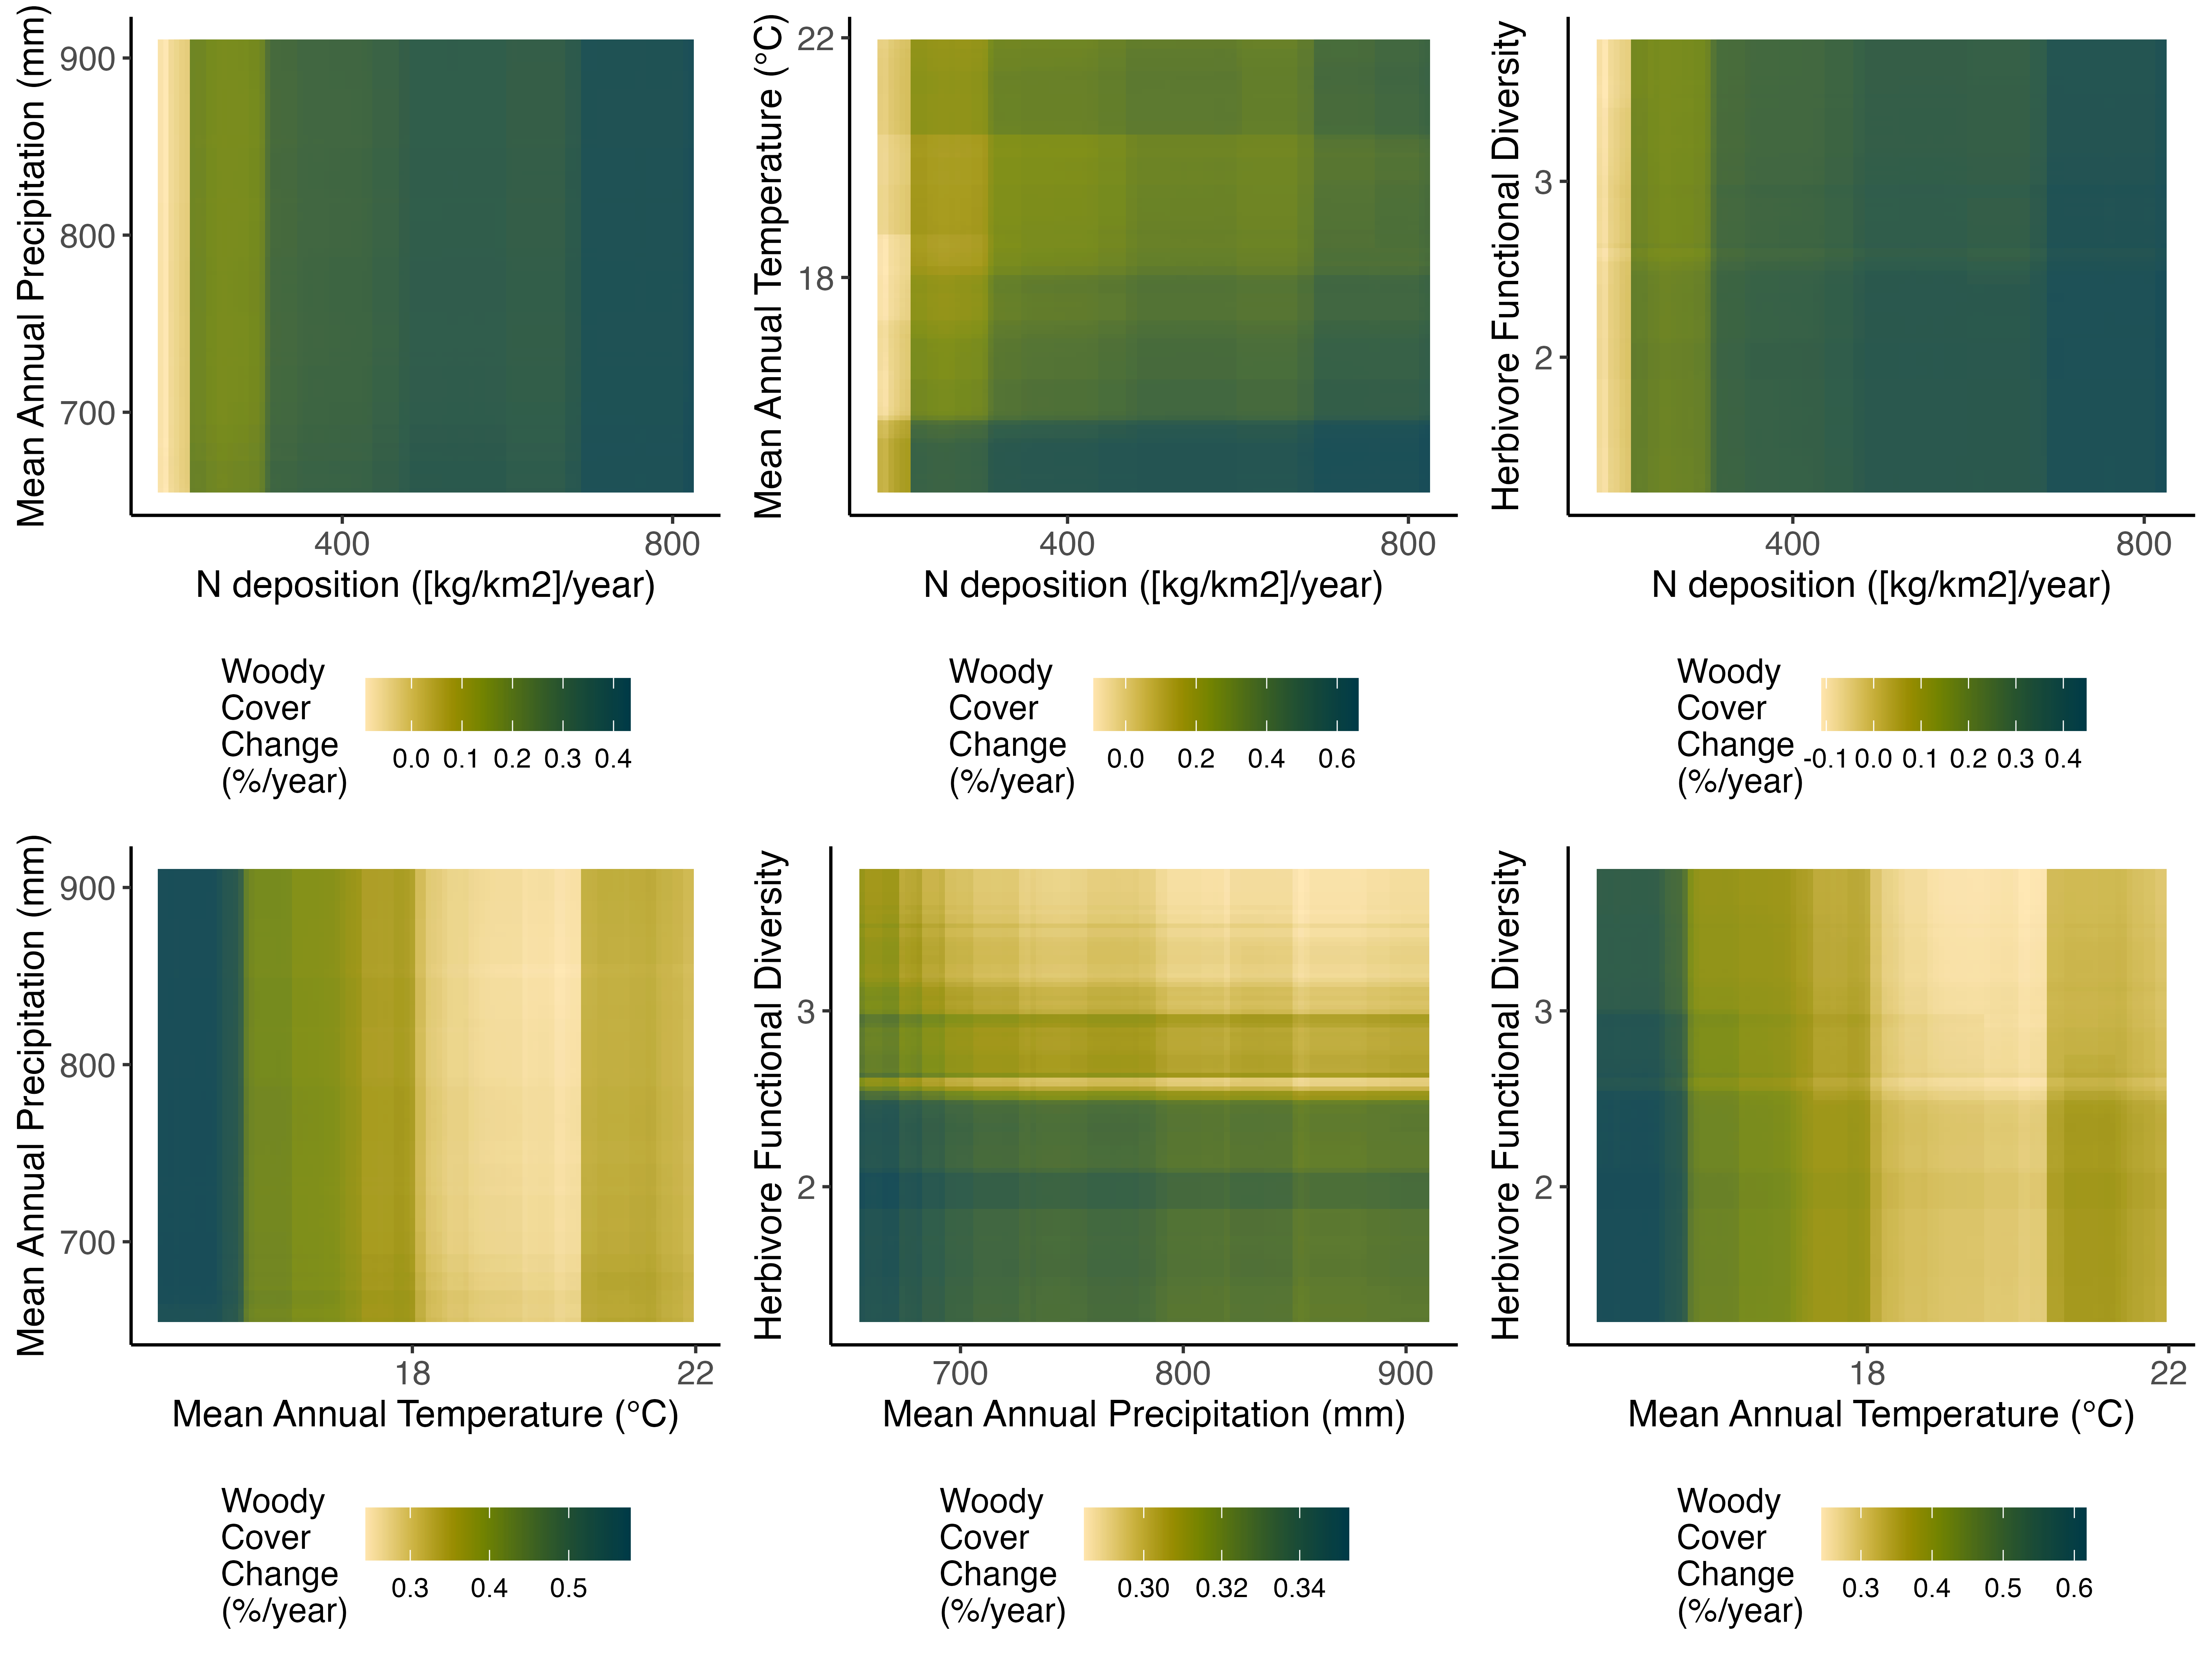 Mean Annual Precipitation (mm)
900
800
700
400 800
N deposition ([kg/km2]/year)
Woody
Cover
Change
(%/year)
0.0 0.1 0.2 0.3 0.4
Mean Annual Temperature (°C)
22
18
400 800
N deposition ([kg/km2]/year)
Woody
Cover
Change
(%/year)
0.0 0.2 0.4 0.6
Herbivore Functional Diversity
3
2
400 800
N deposition ([kg/km2]/year)
Woody
Cover
Change
(%/year)
-0.1 0.0 0.1 0.2 0.3 0.4
Mean Annual Precipitation (mm)
900
800
700
18 22
Mean Annual Temperature (°C)
Woody
Cover
Change
(%/year)
0.3 0.4 0.5
Herbivore Functional Diversity
3
2
700 800 900
Mean Annual Precipitation (mm)
Woody
Cover
Change
(%/year)
0.30 0.32 0.34
Herbivore Functional Diversity
3
2
18 22
Mean Annual Temperature (°C)
Woody
Cover
Change
(%/year)
0.3 0.4 0.5 0.6